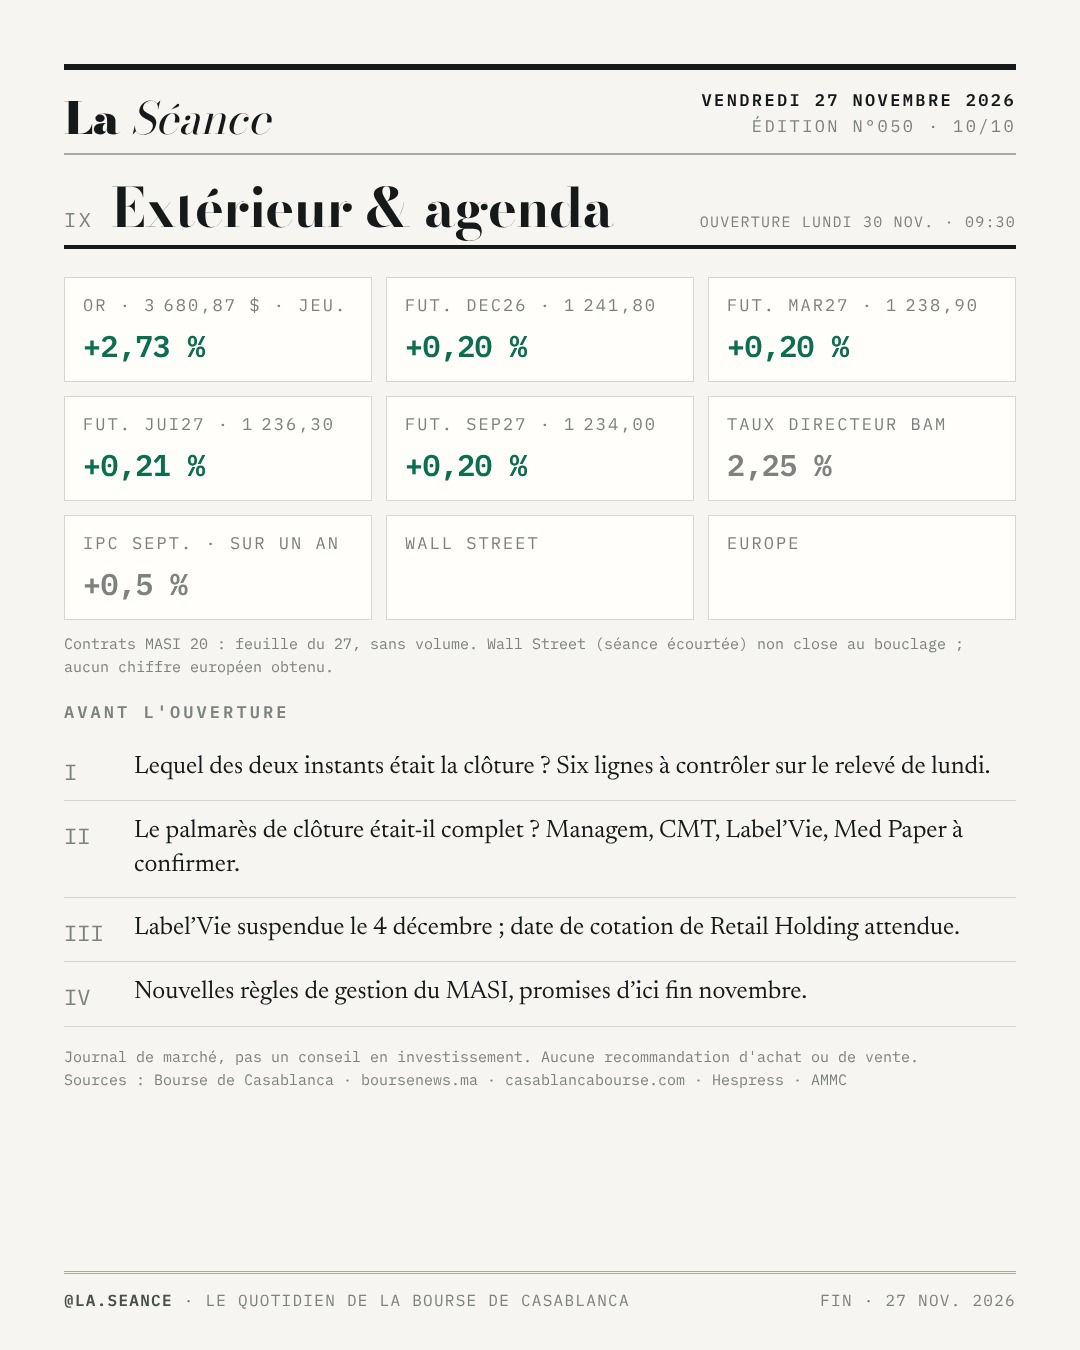 La Séance
VENDREDI 27 NOVEMBRE 2026
ÉDITION N°050 · 10/10
IX Extérieur & agenda
OUVERTURE LUNDI 30 NOV. · 09:30
OR · 3 680,87 $ · JEU.
+2,73 %
FUT. DEC26 · 1 241,80
+0,20 %
FUT. MAR27 · 1 238,90
+0,20 %
FUT. JUI27 · 1 236,30
+0,21 %
FUT. SEP27 · 1 234,00
+0,20 %
TAUX DIRECTEUR BAM
2,25 %
IPC SEPT. · SUR UN AN
+0,5 %
WALL STREET
EUROPE
Contrats MASI 20 : feuille du 27, sans volume. Wall Street (séance écourtée) non close au bouclage ;
aucun chiffre européen obtenu.
AVANT L'OUVERTURE
I Lequel des deux instants était la clôture ? Six lignes à contrôler sur le relevé de lundi.
II Le palmarès de clôture était-il complet ? Managem, CMT, Label’Vie, Med Paper à
confirmer.
III Label’Vie suspendue le 4 décembre ; date de cotation de Retail Holding attendue.
IV Nouvelles règles de gestion du MASI, promises d’ici fin novembre.
Journal de marché, pas un conseil en investissement. Aucune recommandation d'achat ou de vente.
Sources : Bourse de Casablanca · boursenews.ma · casablancabourse.com · Hespress · AMMC
@LA.SEANCE · LE QUOTIDIEN DE LA BOURSE DE CASABLANCA
FIN · 27 NOV. 2026